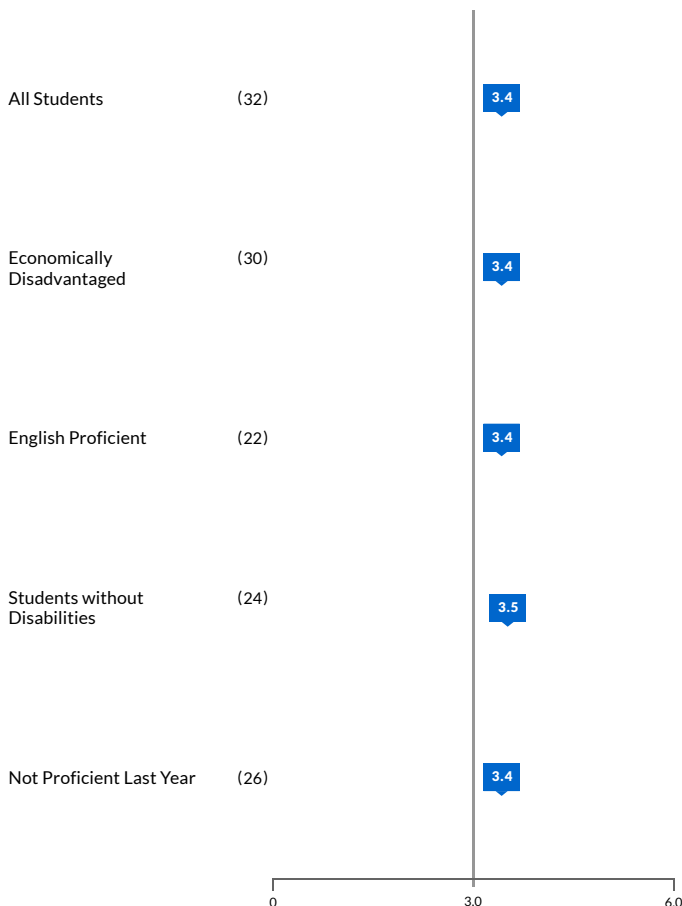 All Students (32) 3.4
Economically
Disadvantaged (30) 3.4
English Proficient (22) 3.4
Students without
Disabilities (24) 3.5
Not Proficient Last Year (26) 3.4
0 3.0 6.0